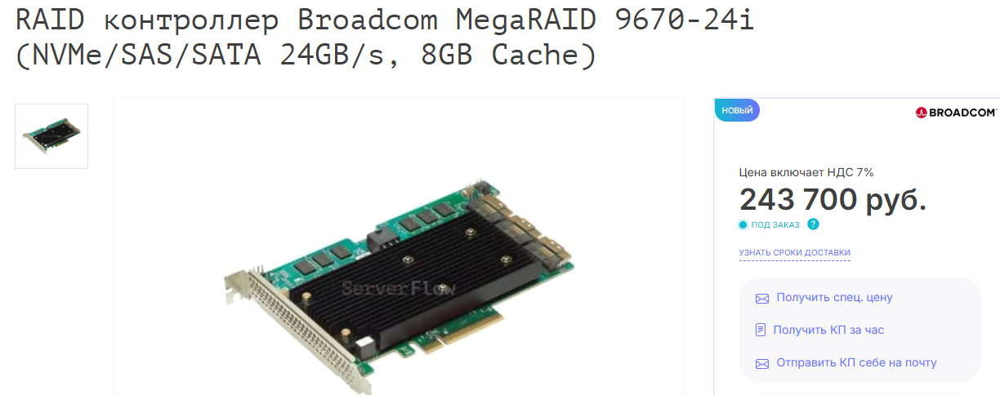 RAID контроллер Broadcom MegaRAID 9670-24i
(NVMe/SAS/SATA 24GB/s, 8GB Cache)
НОВЫЙ
BROADCOM
Цена включает НДС 7%
243 700 руб.
ПОД ЗАКАЗ ?
УЗНАТЬ СРОКИ ДОСТАВКИ
ServerFlow
Получить спец. цену
Получить КП за час
Отправить КП себе на почту